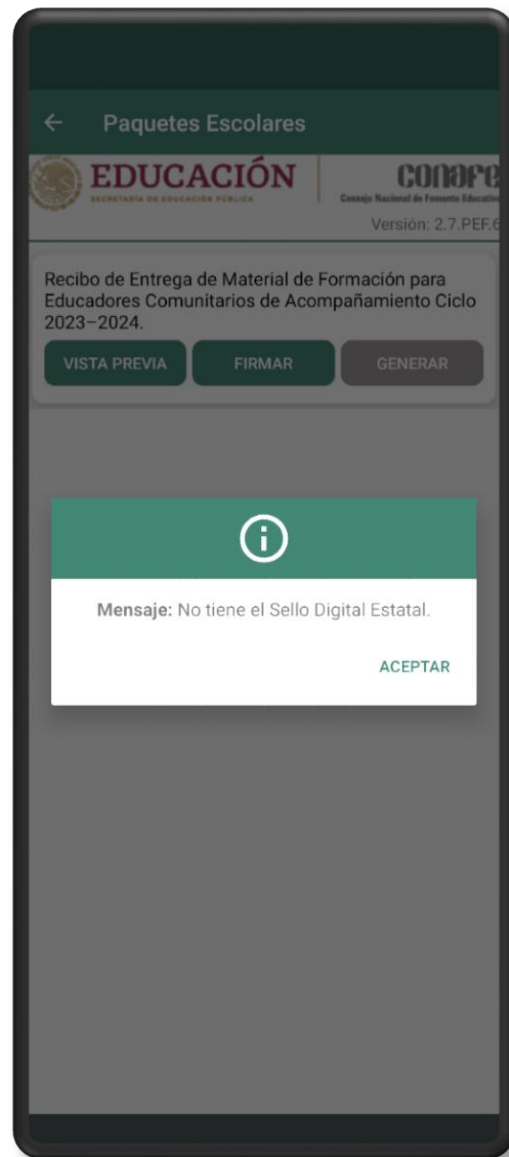 ← Paquetes Escolares
EDUCACIÓN
SECRETARÍA DE EDUCACIÓN PÚBLICA
CONAFE
Consejo Nacional de Fomento Educativo
Versión: 2.7.PEF.6
Recibo de Entrega de Material de Formación para
Educadores Comunitarios de Acompañamiento Ciclo
2023–2024.
VISTA PREVIA FIRMAR GENERAR
Mensaje: No tiene el Sello Digital Estatal.
ACEPTAR